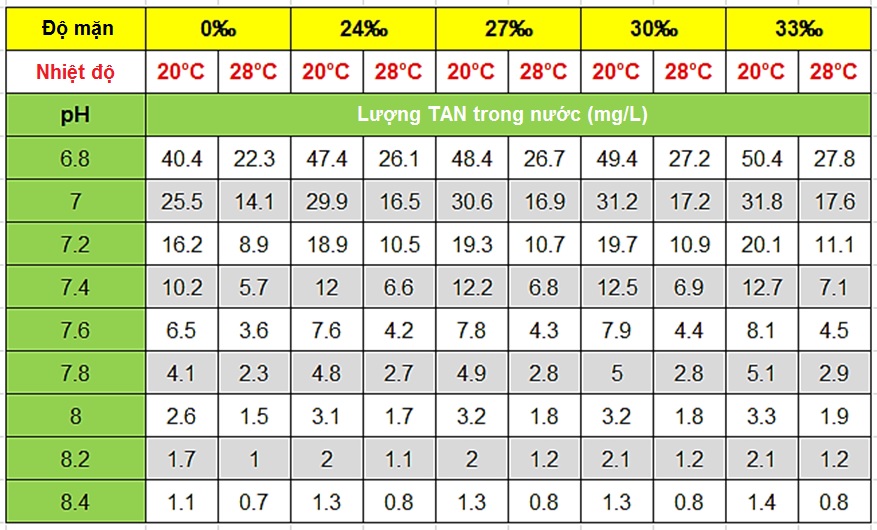 Độ mặn 0‰ 24‰ 27‰ 30‰ 33‰
Nhiệt độ 20°C 28°C 20°C 28°C 20°C 28°C 20°C 28°C 20°C 28°C
pH Lượng TAN trong nước (mg/L)
6.8 40.4 22.3 47.4 26.1 48.4 26.7 49.4 27.2 50.4 27.8
7 25.5 14.1 29.9 16.5 30.6 16.9 31.2 17.2 31.8 17.6
7.2 16.2 8.9 18.9 10.5 19.3 10.7 19.7 10.9 20.1 11.1
7.4 10.2 5.7 12 6.6 12.2 6.8 12.5 6.9 12.7 7.1
7.6 6.5 3.6 7.6 4.2 7.8 4.3 7.9 4.4 8.1 4.5
7.8 4.1 2.3 4.8 2.7 4.9 2.8 5 2.8 5.1 2.9
8 2.6 1.5 3.1 1.7 3.2 1.8 3.2 1.8 3.3 1.9
8.2 1.7 1 2 1.1 2 1.2 2.1 1.2 2.1 1.2
8.4 1.1 0.7 1.3 0.8 1.3 0.8 1.3 0.8 1.4 0.8